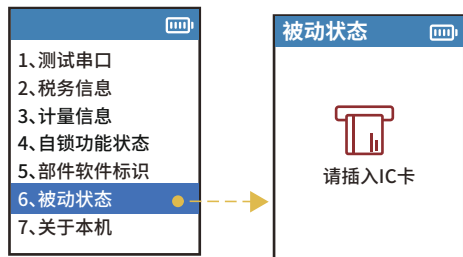 1、测试串口
2、税务信息
3、计量信息
4、自锁功能状态
5、部件软件标识
6、被动状态
7、关于本机
被动状态
请插入IC卡